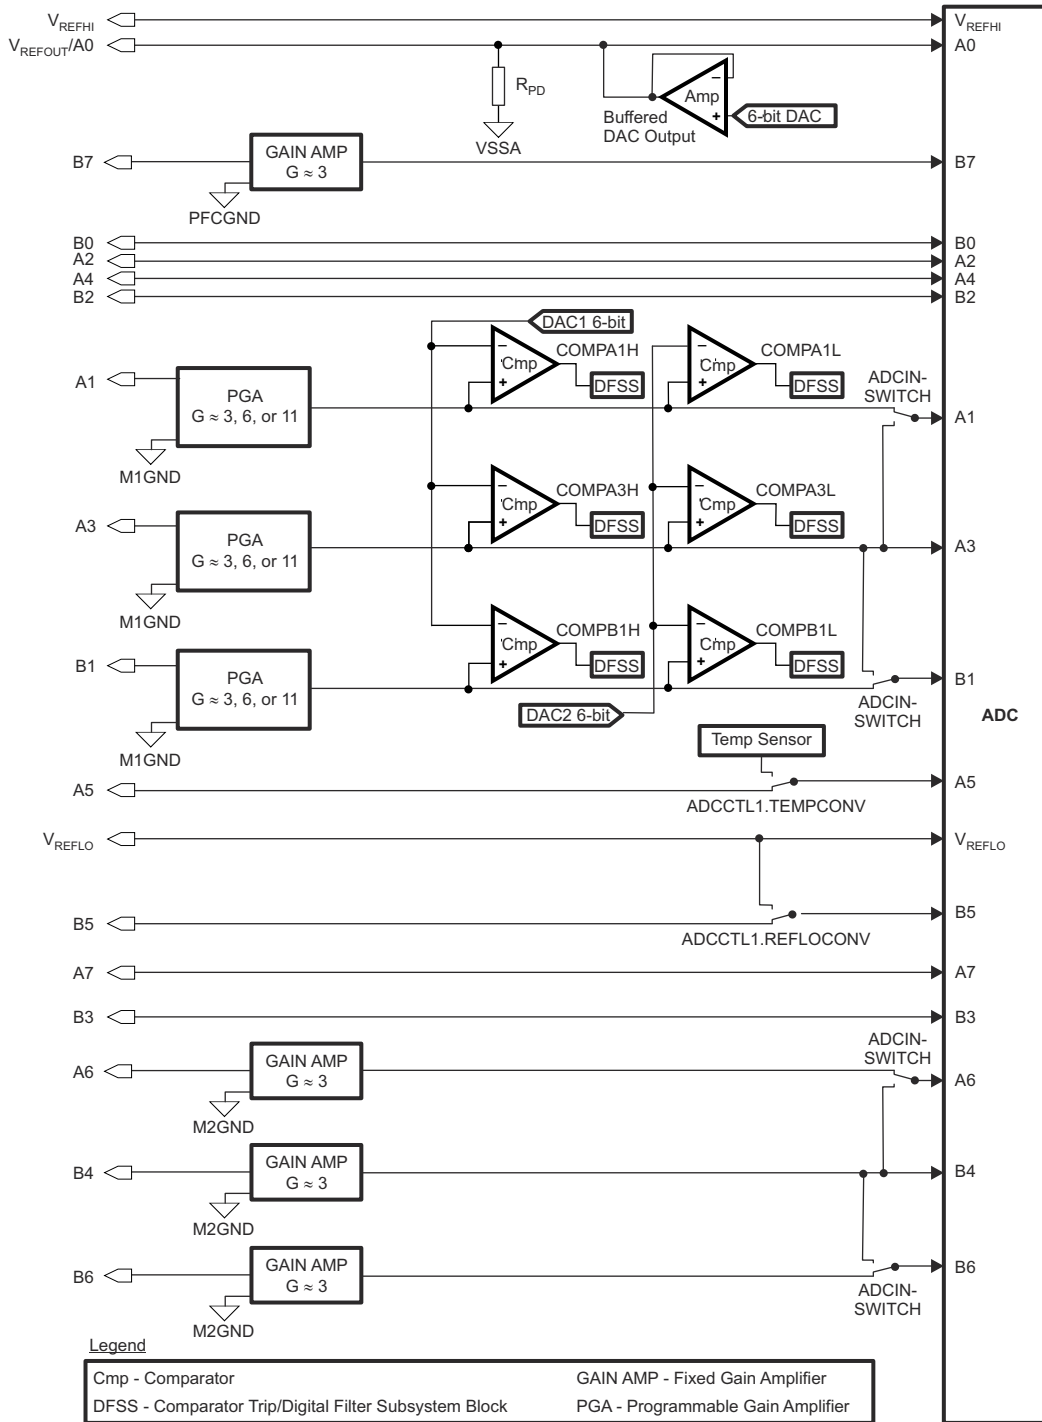 VREFHI
VREFHI
VREFOUT/A0
A0
RPD
Amp
6-bit DAC
Buffered
DAC Output
VSSA
B7
GAIN AMP
G ≈ 3
B7
PFCGND
B0
B0
A2
A2
A4
A4
B2
B2
DAC1 6-bit
COMPA1H
COMPA1L
Cmp
Cmp
DFSS
DFSS
ADCIN-
SWITCH
A1
PGA
G ≈ 3, 6, or 11
A1
M1GND
COMPA3H
COMPA3L
Cmp
Cmp
DFSS
DFSS
A3
PGA
G ≈ 3, 6, or 11
A3
M1GND
COMPB1H
COMPB1L
Cmp
Cmp
DFSS
DFSS
B1
PGA
G ≈ 3, 6, or 11
B1
ADCIN-
SWITCH
DAC2 6-bit
ADC
M1GND
Temp Sensor
A5
A5
ADCCTL1.TEMPCONV
VREFLO
VREFLO
B5
B5
ADCCTL1.REFLOCONV
A7
A7
B3
B3
ADCIN-
SWITCH
A6
GAIN AMP
G ≈ 3
A6
M2GND
B4
GAIN AMP
G ≈ 3
B4
M2GND
B6
GAIN AMP
G ≈ 3
B6
ADCIN-
SWITCH
M2GND
Legend
Cmp - Comparator
GAIN AMP - Fixed Gain Amplifier
DFSS - Comparator Trip/Digital Filter Subsystem Block
PGA - Programmable Gain Amplifier